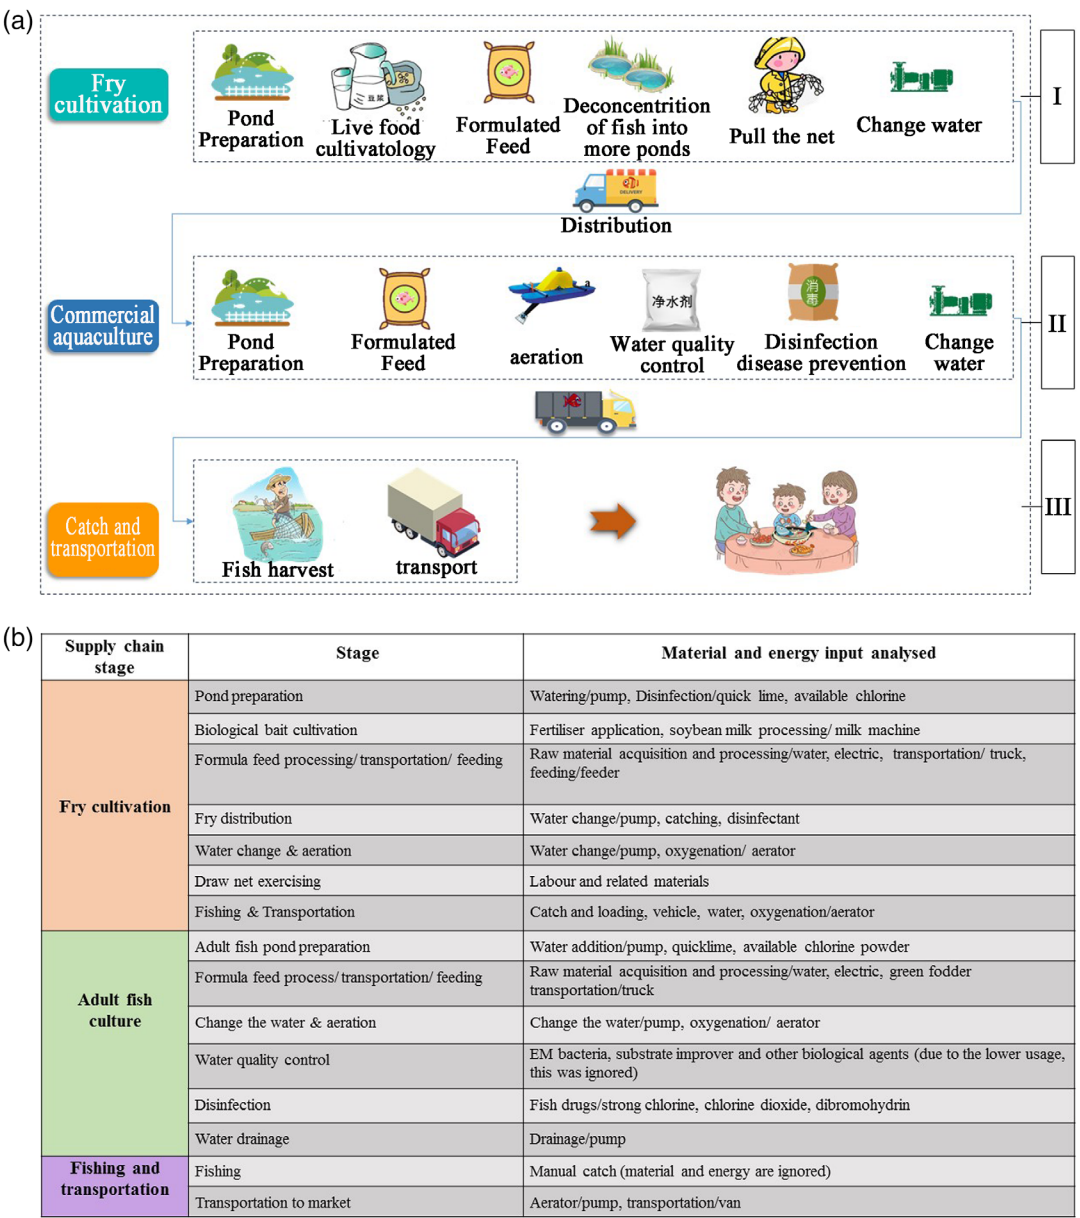 (a)
Fry
cultivation
Pond
Preparation
豆浆
Live food
cultivatology
Formulated
Feed
Deconcentrition
of fish into
more ponds
Pull the net
Change water
I
DELIVERY
Distribution
Commercial
aquaculture
Pond
Preparation
Formulated
Feed
a
aeration
净水剂
Water quality
control
消
毒
Disinfection
disease prevention
Change
water
II
Catch and
transportation
Fish harvest
transport
III
(b)
Supply chain
stage
Stage
Material and energy input analysed
Fry cultivation
Pond preparation
Watering/pump, Disinfection/quick lime, available chlorine
Biological bait cultivation
Fertiliser application, soybean milk processing/ milk machine
Formula feed processing/ transportation/ feeding
Raw material acquisition and processing/water, electric, transportation/ truck,
feeding/feeder
Fry distribution
Water change/pump, catching, disinfectant
Water change & aeration
Water change/pump, oxygenation/ aerator
Draw net exercising
Labour and related materials
Fishing & Transportation
Catch and loading, vehicle, water, oxygenation/aerator
Adult fish
culture
Adult fish pond preparation
Water addition/pump, quicklime, available chlorine powder
Formula feed process/ transportation/ feeding
Raw material acquisition and processing/water, electric, green fodder
transportation/truck
Change the water & aeration
Change the water/pump, oxygenation/ aerator
Water quality control
EM bacteria, substrate improver and other biological agents (due to the lower usage,
this was ignored)
Disinfection
Fish drugs/strong chlorine, chlorine dioxide, dibromohydrin
Water drainage
Drainage/pump
Fishing and
transportation
Fishing
Manual catch (material and energy are ignored)
Transportation to market
Aerator/pump, transportation/van